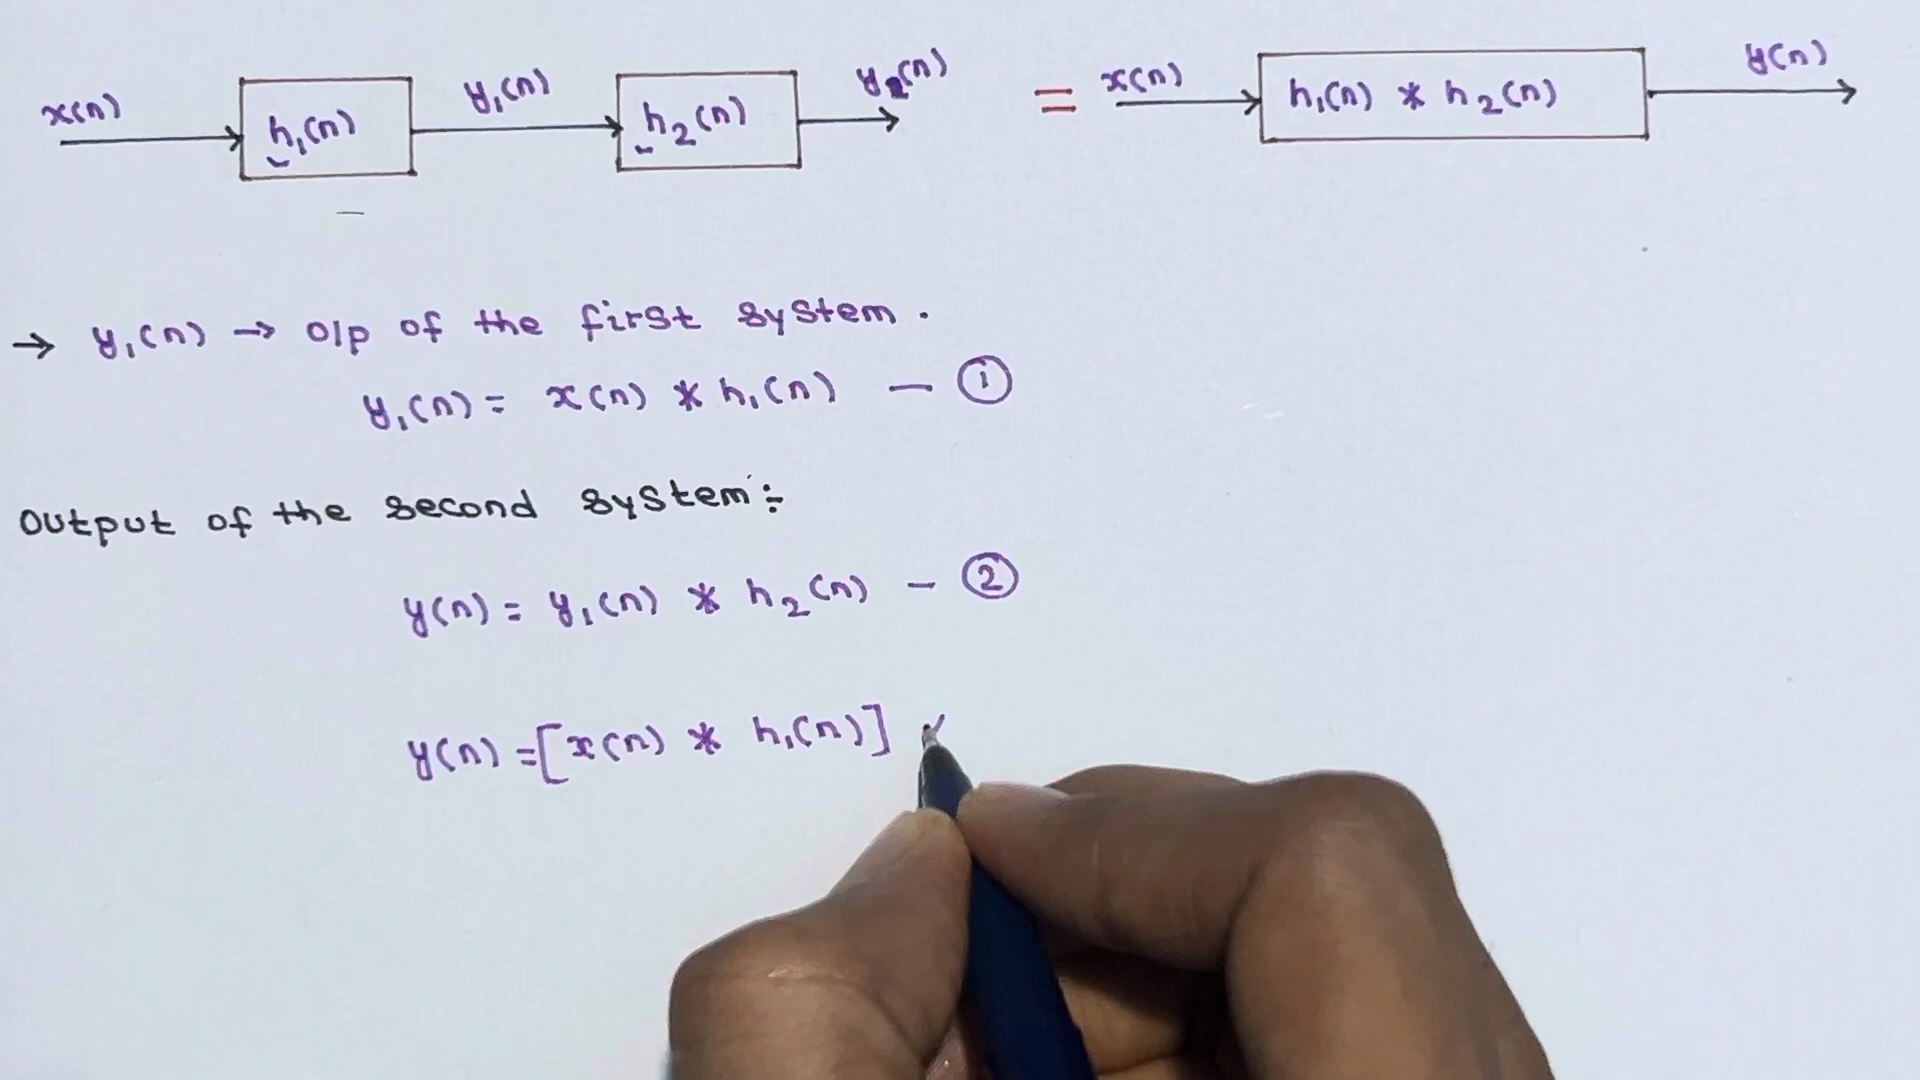 x(n) h₁(n) y₁(n) h₂(n) y₂(n) = x(n) h₁(n) * h₂(n) y(n)
→ y₁(n) → o/p of the first system.
y₁(n) = x(n) * h₁(n) — ①
output of the second system:-
y(n) = y₁(n) * h₂(n) — ②
y(n) = [x(n) * h₁(n)]